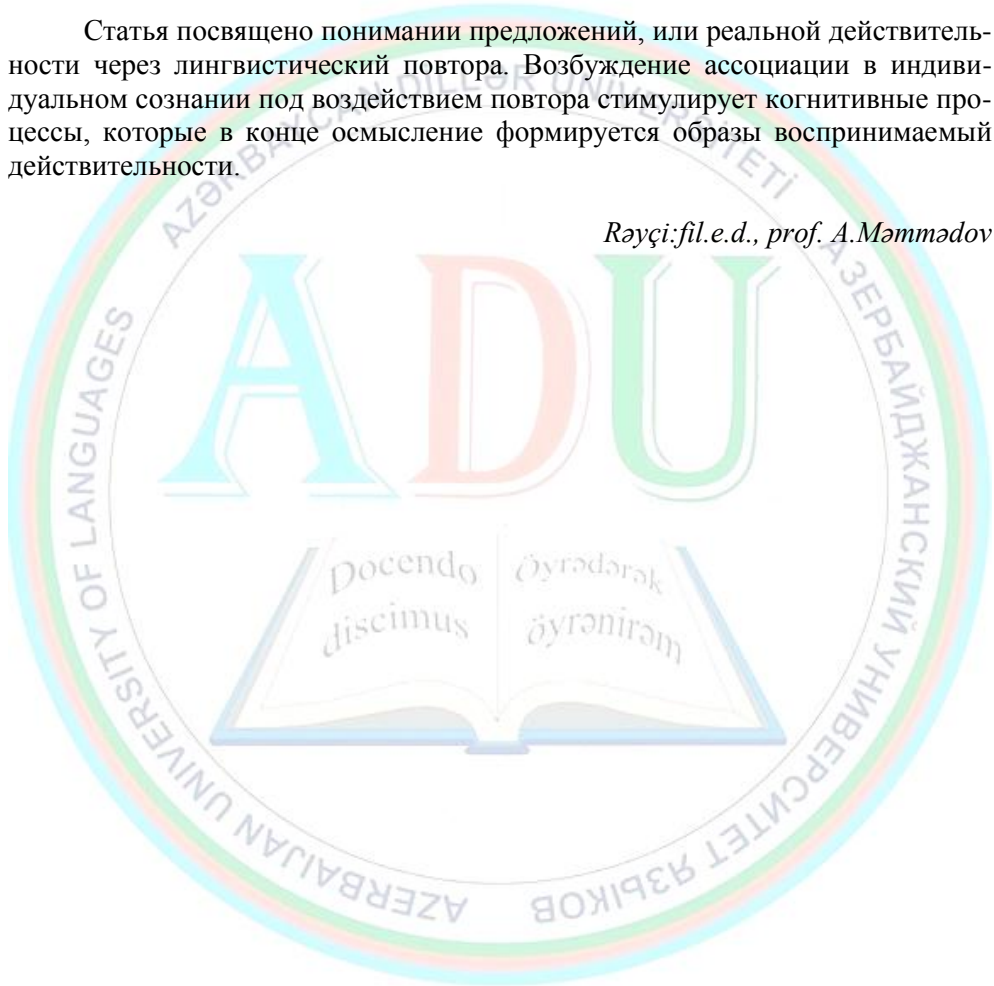 Статья посвящено понимании предложений, или реальной действитель-
ности через лингвистический повтора. Возбуждение ассоциации в индиви-
дуальном сознании под воздействием повтора стимулирует когнитивные про-
цессы, которые в конце осмысление формируется образы воспринимаемый
действительности.
Rəyçi:fil.e.d., prof. A.Məmmədov
AZƏRBAYCAN DİLLƏR UNİVERSİTETİ
АЗЕРБАЙДЖАНСКИЙ УНИВЕРСИТЕТ ЯЗЫКОВ
AZERBAIJAN UNIVERSITY OF LANGUAGES
ADU
Docendo
discimus
Öyrədərək
öyrənirəm